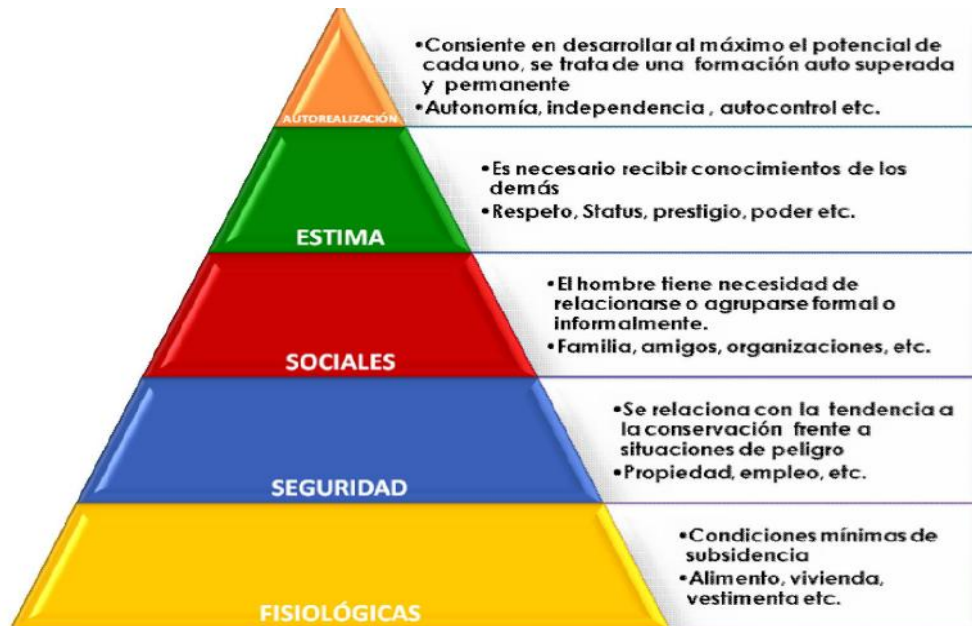 •Consiente en desarrollar al máximo el potencial de
cada uno, se trata de una formación auto superada
y permanente
•Autonomía, independencia , autocontrol etc.
AUTOREALIZACIÓN
•Es necesario recibir conocimientos de los
demás
•Respeto, Status, prestigio, poder etc.
ESTIMA
•El hombre tiene necesidad de
relacionarse o agruparse formal o
informalmente.
•Familia, amigos, organizaciones, etc.
SOCIALES
•Se relaciona con la tendencia a
la conservación frente a
situaciones de peligro
•Propiedad, empleo, etc.
SEGURIDAD
•Condiciones mínimas de
subsidencia
•Alimento, vivienda,
vestimenta etc.
FISIOLÓGICAS